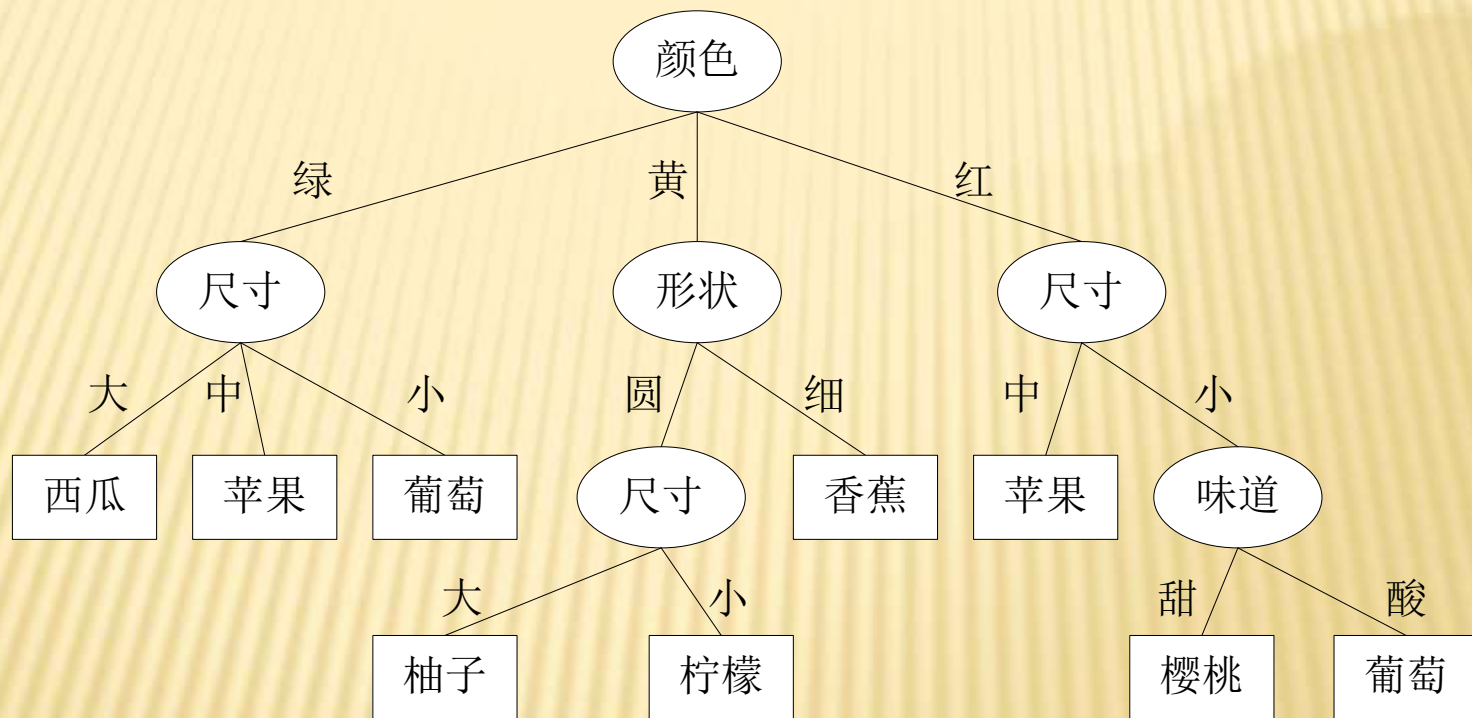 颜色
绿 黄 红
尺寸 形状 尺寸
大 中 小 圆 细 中 小
西瓜 苹果 葡萄 尺寸 香蕉 苹果 味道
大 小 甜 酸
柚子 柠檬 樱桃 葡萄